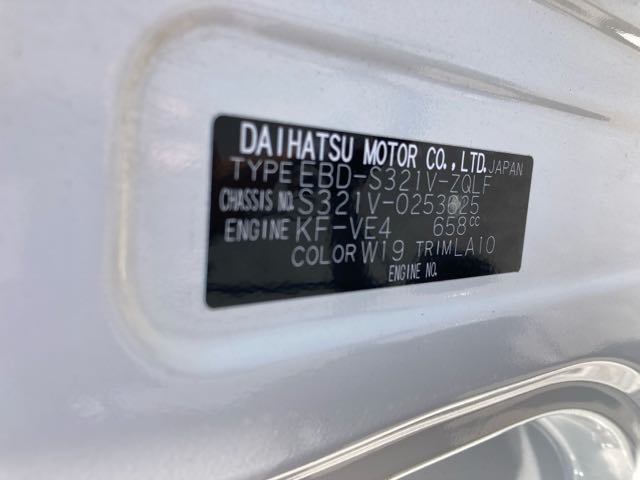 DAIHATSU MOTOR CO.,LTD. JAPAN
TYPE EBD-S321V-ZQLF
CHASSIS NO. S321V-0253625
ENGINE KF-VE4 658cc
COLOR W19 TRIM LA10
ENGINE NO.